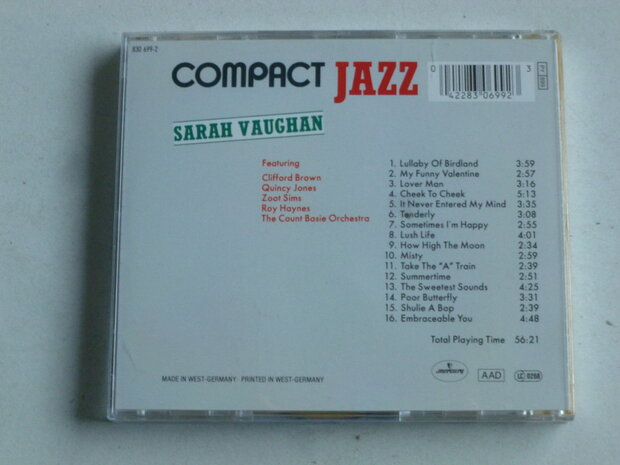 830 699-2
COMPACT JAZZ
0 42283 06992 3
PY 899
SARAH VAUGHAN
Featuring
Clifford Brown
Quincy Jones
Zoot Sims
Roy Haynes
The Count Basie Orchestra
1. Lullaby Of Birdland 3:59
2. My Funny Valentine 2:57
3. Lover Man 3:16
4. Cheek To Cheek 5:13
5. It Never Entered My Mind 3:35
6. Tenderly 3:08
7. Sometimes I'm Happy 2:55
8. Lush Life 4:01
9. How High The Moon 2:34
10. Misty 2:59
11. Take The "A" Train 2:39
12. Summertime 2:51
13. The Sweetest Sounds 4:25
14. Poor Butterfly 3:31
15. Shulie A Bop 2:39
16. Embraceable You 4:48
Total Playing Time 56:21
MADE IN WEST-GERMANY · PRINTED IN WEST-GERMANY
mercury
AAD
LC 0268